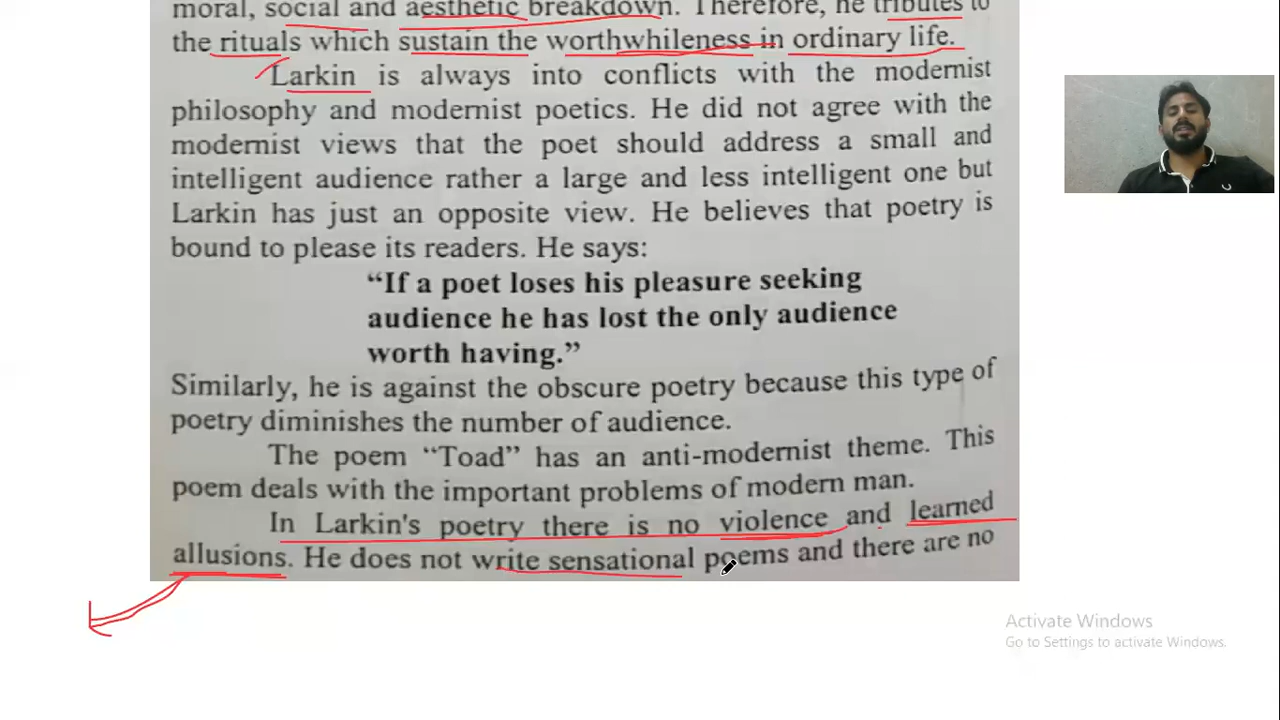 moral, social and aesthetic breakdown. Therefore, he tributes to
the rituals which sustain the worthwhileness in ordinary life.
Larkin is always into conflicts with the modernist
philosophy and modernist poetics. He did not agree with the
modernist views that the poet should address a small and
intelligent audience rather a large and less intelligent one but
Larkin has just an opposite view. He believes that poetry is
bound to please its readers. He says:
“If a poet loses his pleasure seeking
audience he has lost the only audience
worth having.”
Similarly, he is against the obscure poetry because this type of
poetry diminishes the number of audience.
The poem “Toad” has an anti-modernist theme. This
poem deals with the important problems of modern man.
In Larkin's poetry there is no violence and learned
allusions. He does not write sensational poems and there are no
Activate Windows
Go to Settings to activate Windows.